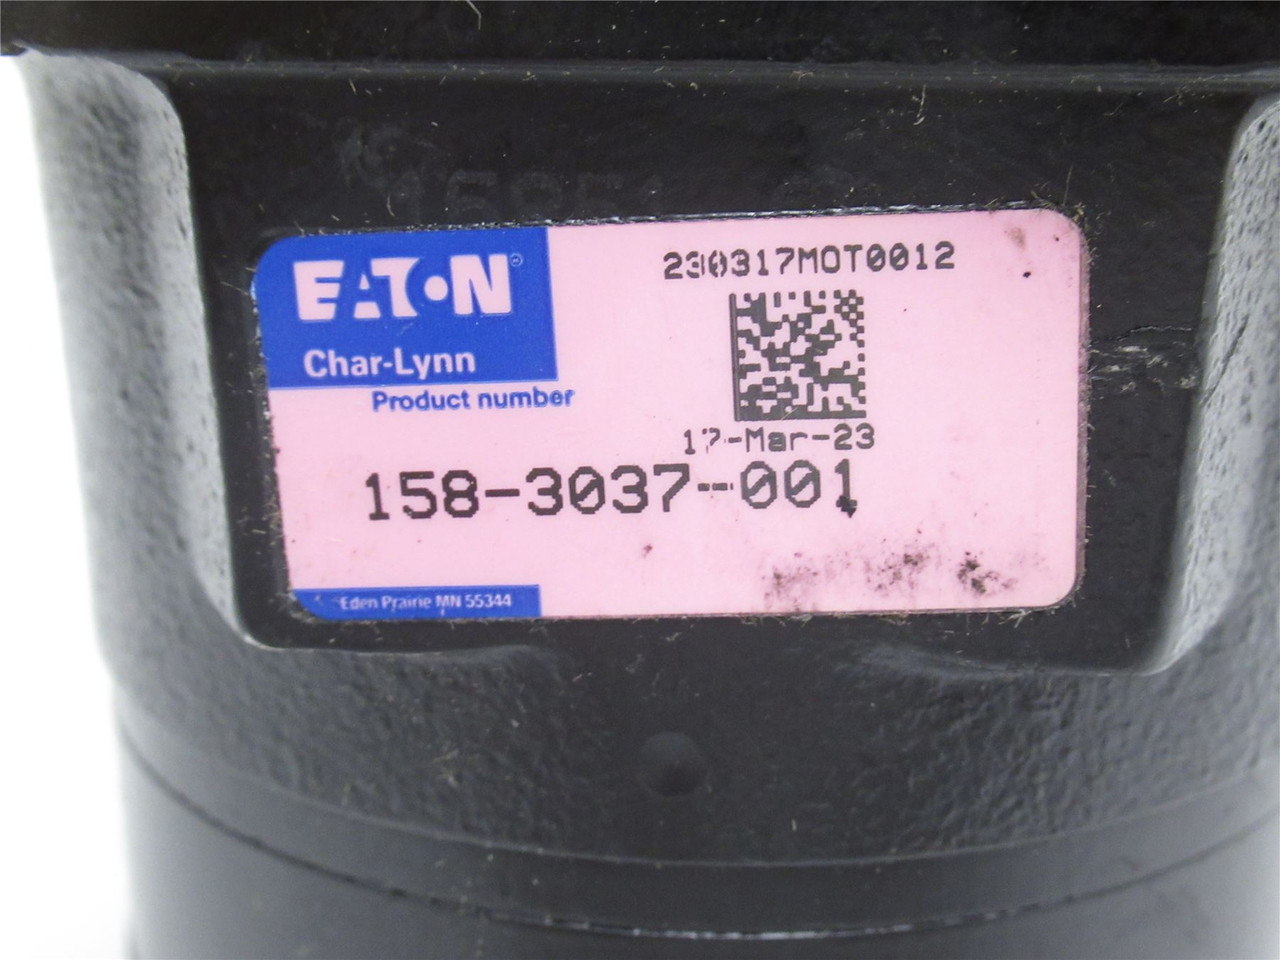 EATON®
Char-Lynn
Product number
230317MOT0012
17-Mar-23
158-3037-001
Eden Prairie MN 55344